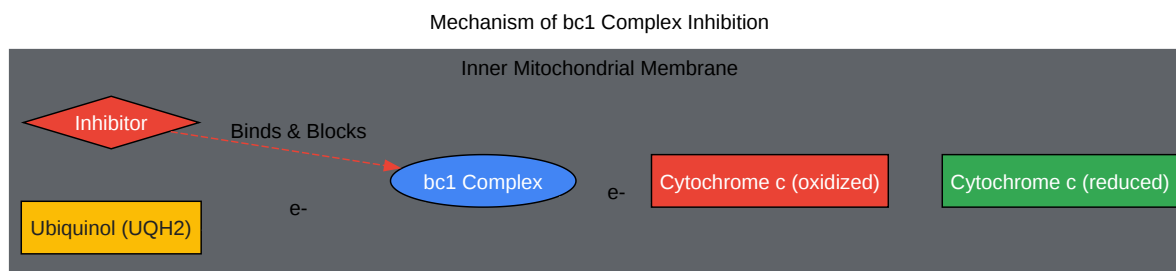 Mechanism of bc1 Complex Inhibition
Inner Mitochondrial Membrane
Inhibitor
Binds & Blocks
bc1 Complex
e-
Cytochrome c (oxidized)
Cytochrome c (reduced)
e-
Ubiquinol (UQH2)